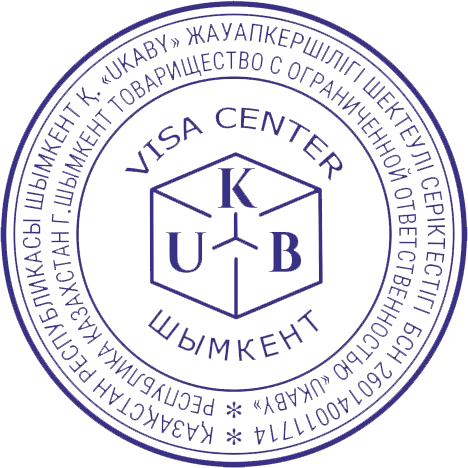 ҚАЗАҚСТАН РЕСПУБЛИКАСЫ ШЫМКЕНТ Қ. «UKABY» ЖАУАПКЕРШІЛІГІ ШЕКТЕУЛІ СЕРІКТЕСТІГІ БСН 260140011714 *
РЕСПУБЛИКА КАЗАХСТАН Г.ШЫМКЕНТ ТОВАРИЩЕСТВО С ОГРАНИЧЕННОЙ ОТВЕТСТВЕННОСТЬЮ «UKABY» *
VISA CENTER
K
U B
ШЫМКЕНТ